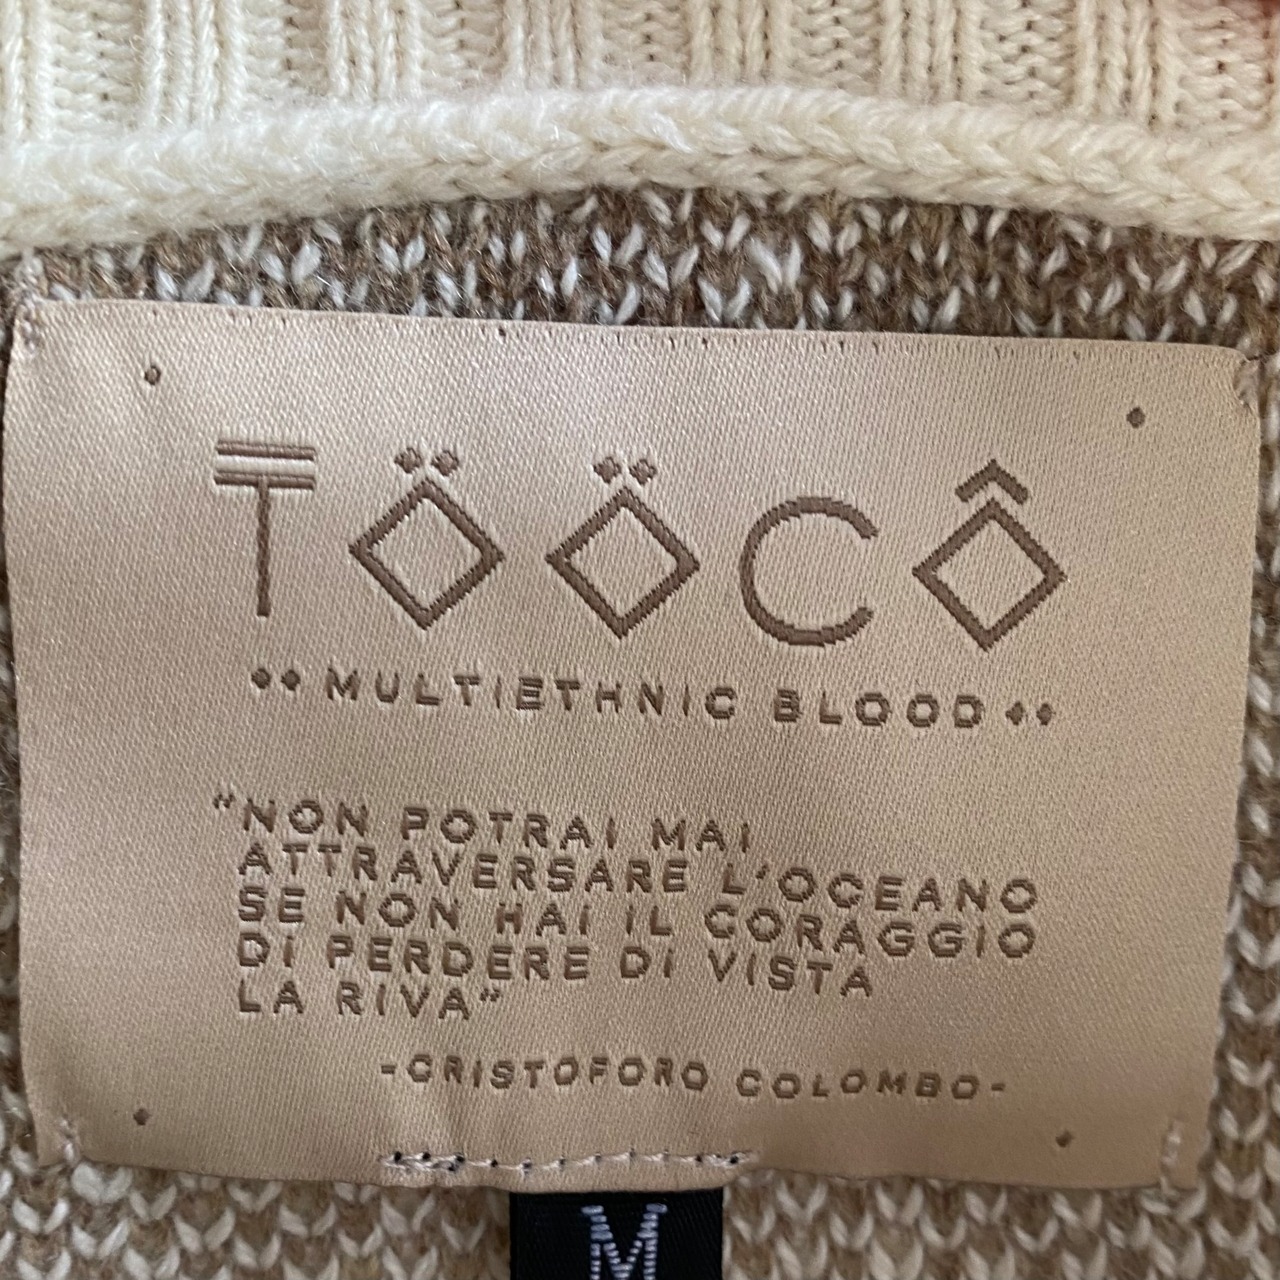 TÖÖCÔ
MULTIETHNIC BLOOD
"NON POTRAI MAI
ATTRAVERSARE L'OCEANO
SE NON HAI IL CORAGGIO
DI PERDERE DI VISTA
LA RIVA"
-CRISTOFORO COLOMBO-
M